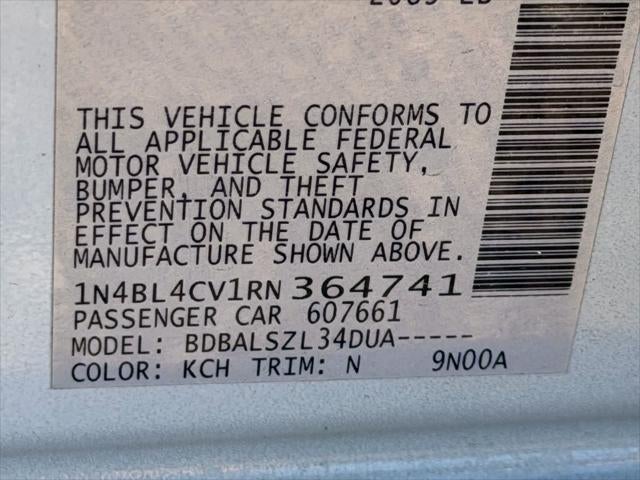 THIS VEHICLE CONFORMS TO
ALL APPLICABLE FEDERAL
MOTOR VEHICLE SAFETY,
BUMPER, AND THEFT
PREVENTION STANDARDS IN
EFFECT ON THE DATE OF
MANUFACTURE SHOWN ABOVE.
1N4BL4CV1RN364741
PASSENGER CAR 607661
MODEL: BDBALSZL34DUA-----
COLOR: KCH TRIM: N 9N00A